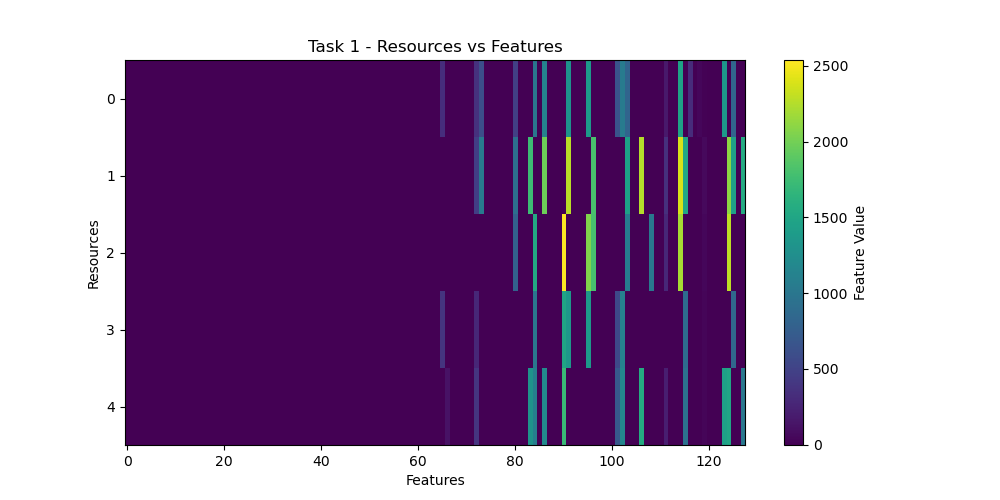 Task 1 - Resources vs Features
Resources
0
1
2
3
4
0 20 40 60 80 100 120
Features
2500
2000
1500
1000
500
0
Feature Value